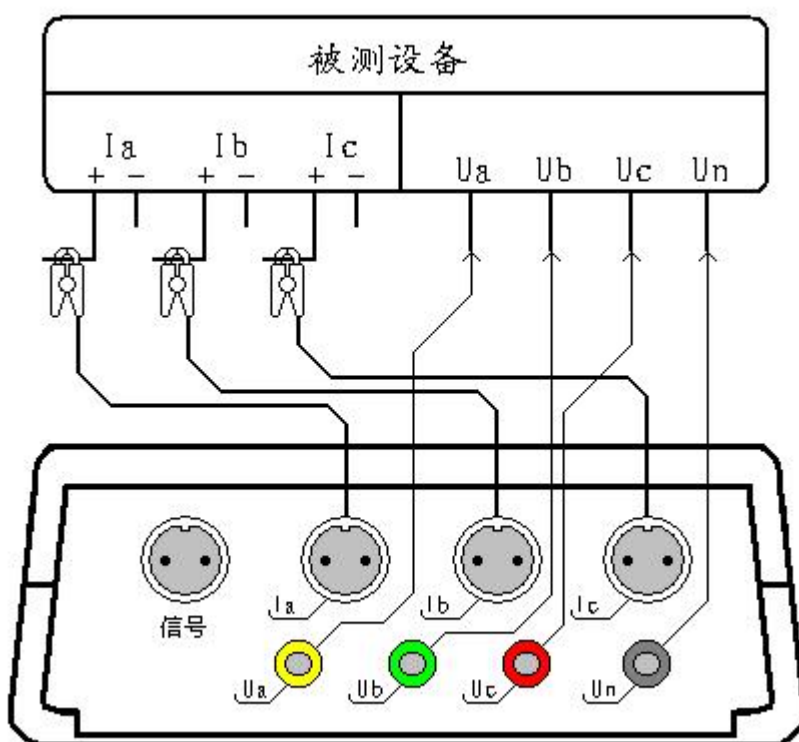 被测设备
Ia Ib Ic
+ - + - + -
Ua Ub Uc Un
Ia Ib Ic
信号
Ua Ub Uc Un